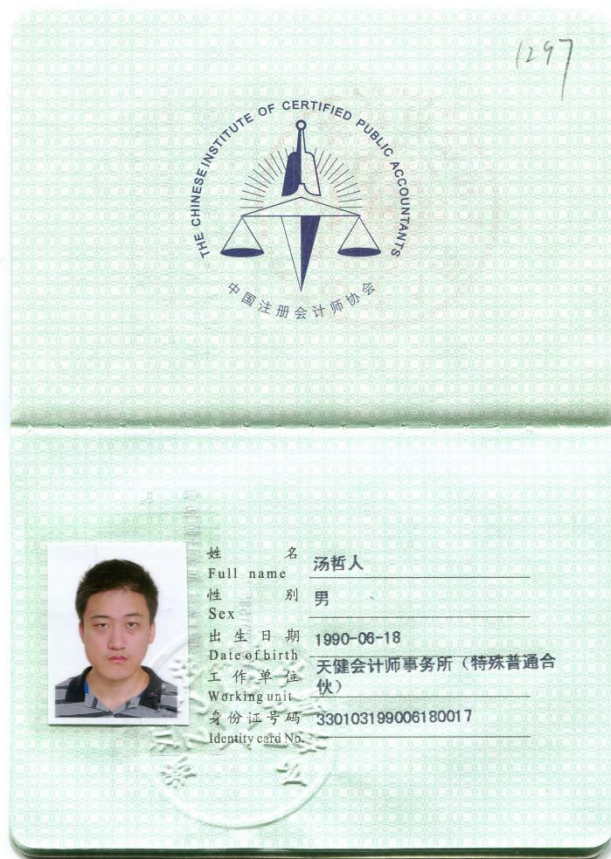 1297
THE CHINESE INSTITUTE OF CERTIFIED PUBLIC ACCOUNTANTS
中国注册会计师协会
姓 名 汤哲人
Full name
性 别 男
Sex
出生日期 1990-06-18
Date of birth
工作单位 天健会计师事务所（特殊普通合
Working unit 伙）
身份证号码 330103199006180017
Identity card No.